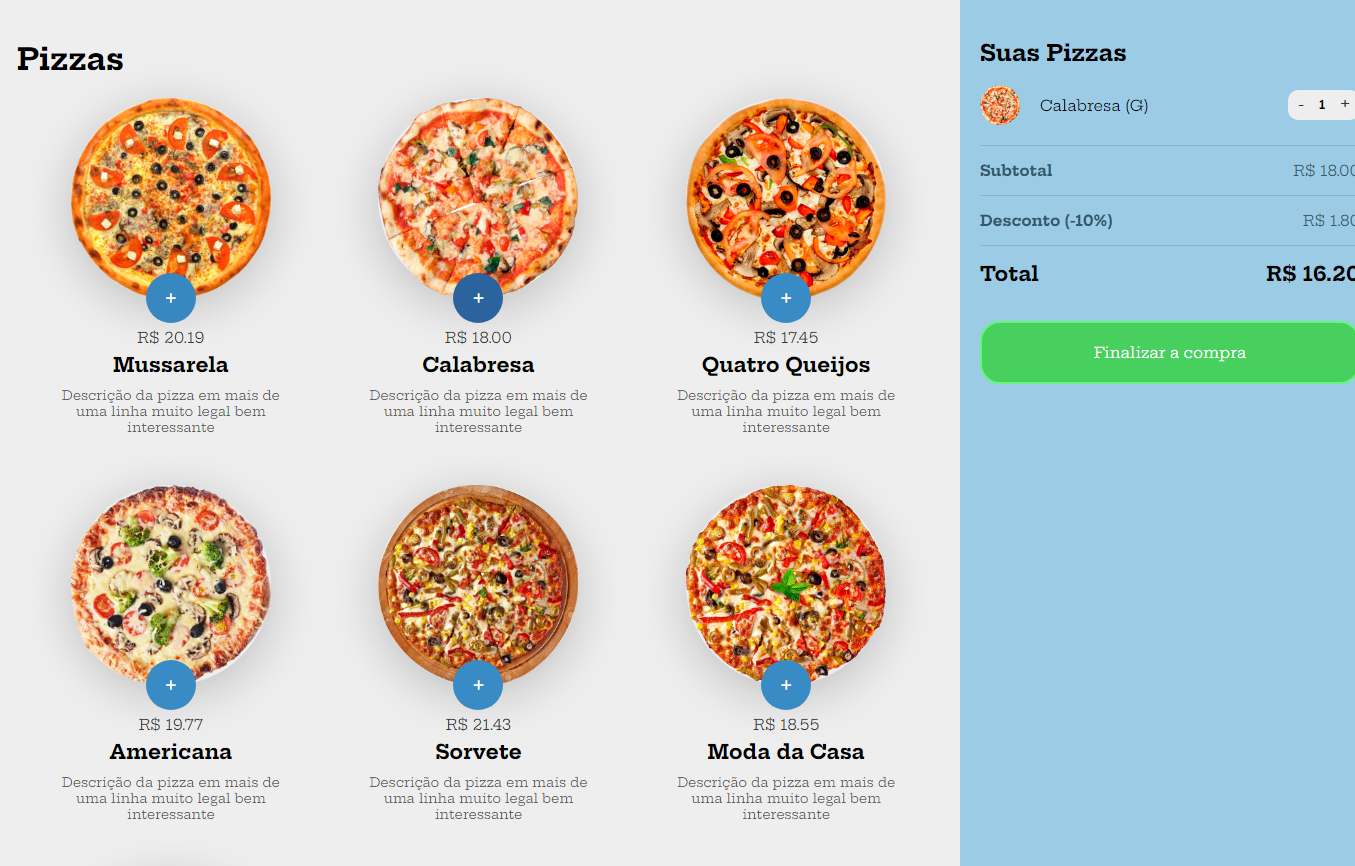 Pizzas
+
R$ 20.19
Mussarela
Descrição da pizza em mais de
uma linha muito legal bem
interessante
+
R$ 18.00
Calabresa
Descrição da pizza em mais de
uma linha muito legal bem
interessante
+
R$ 17.45
Quatro Queijos
Descrição da pizza em mais de
uma linha muito legal bem
interessante
+
R$ 19.77
Americana
Descrição da pizza em mais de
uma linha muito legal bem
interessante
+
R$ 21.43
Sorvete
Descrição da pizza em mais de
uma linha muito legal bem
interessante
+
R$ 18.55
Moda da Casa
Descrição da pizza em mais de
uma linha muito legal bem
interessante
Suas Pizzas
Calabresa (G) - 1 +
Subtotal R$ 18.00
Desconto (-10%) R$ 1.80
Total R$ 16.20
Finalizar a compra